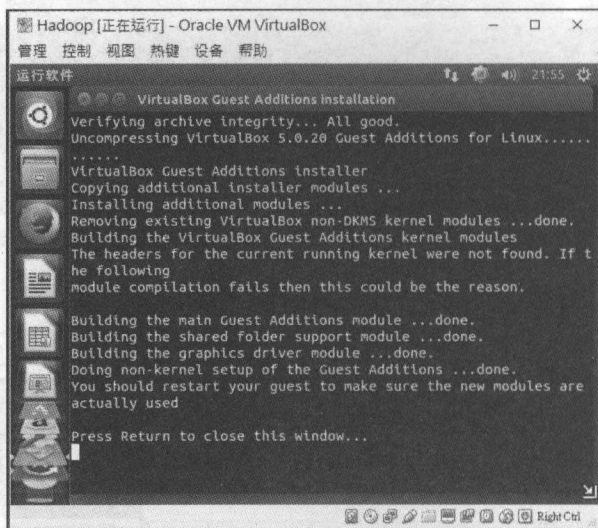 Hadoop [正在运行] - Oracle VM VirtualBox
管理 控制 视图 热键 设备 帮助
运行软件 21:55
VirtualBox Guest Additions installation
Verifying archive integrity... All good.
Uncompressing VirtualBox 5.0.20 Guest Additions for Linux......
......
VirtualBox Guest Additions installer
Copying additional installer modules ...
Installing additional modules ...
Removing existing VirtualBox non-DKMS kernel modules ...done.
Building the VirtualBox Guest Additions kernel modules
The headers for the current running kernel were not found. If t
he following
module compilation fails then this could be the reason.
Building the main Guest Additions module ...done.
Building the shared folder support module ...done.
Building the graphics driver module ...done.
Doing non-kernel setup of the Guest Additions ...done.
You should restart your guest to make sure the new modules are
actually used
Press Return to close this window...
Right Ctrl